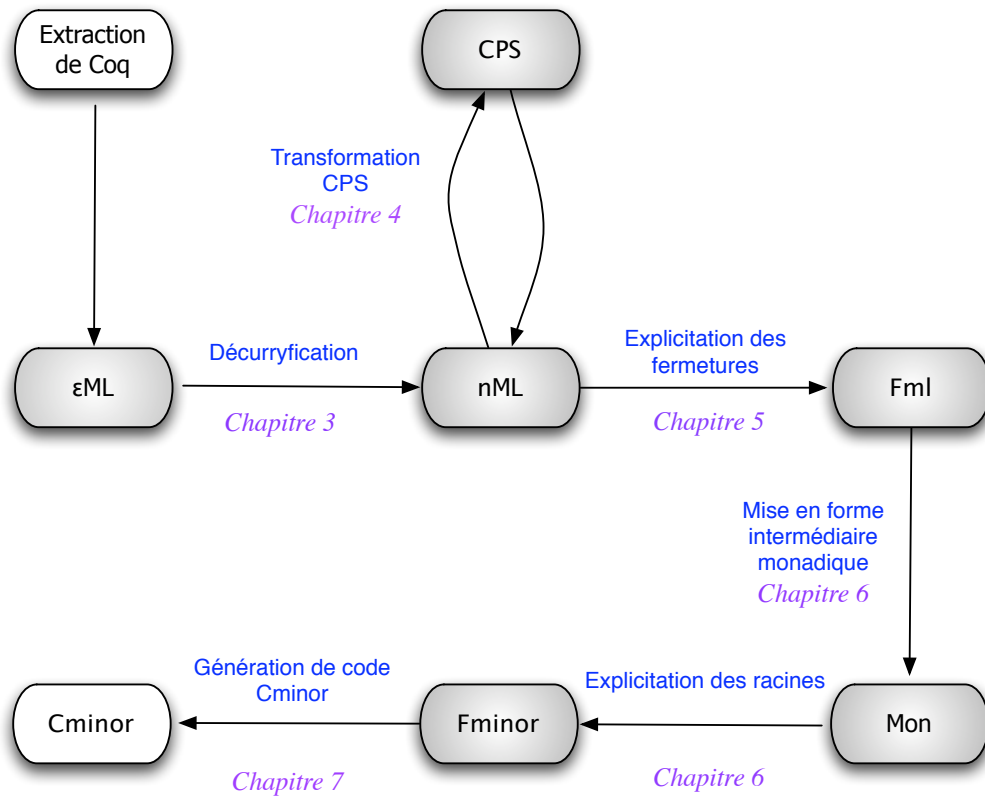 Extraction
de Coq
CPS
Transformation
CPS
Chapitre 4
εML
Décurryfication
Chapitre 3
nML
Explicitation des
fermetures
Chapitre 5
Fml
Mise en forme
intermédiaire
monadique
Chapitre 6
Cminor
Génération de code
Cminor
Chapitre 7
Fminor
Explicitation des racines
Chapitre 6
Mon